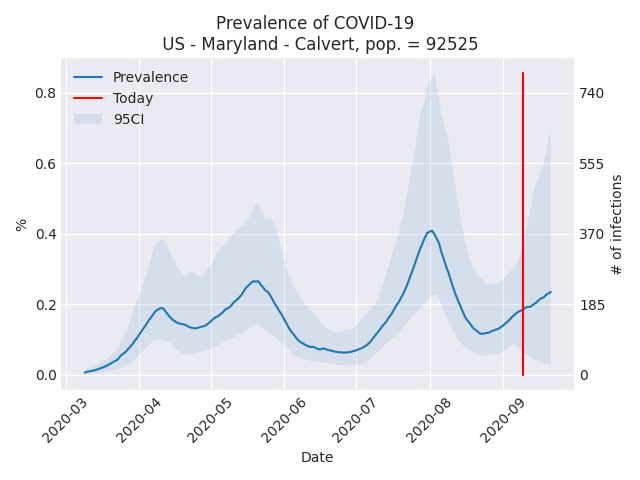 Prevalence of COVID-19
US - Maryland - Calvert, pop. = 92525
Prevalence
Today
95CI
0.8
0.6
0.4
0.2
0.0
%
740
555
370
185
0
# of infections
2020-03
2020-04
2020-05
2020-06
2020-07
2020-08
2020-09
Date